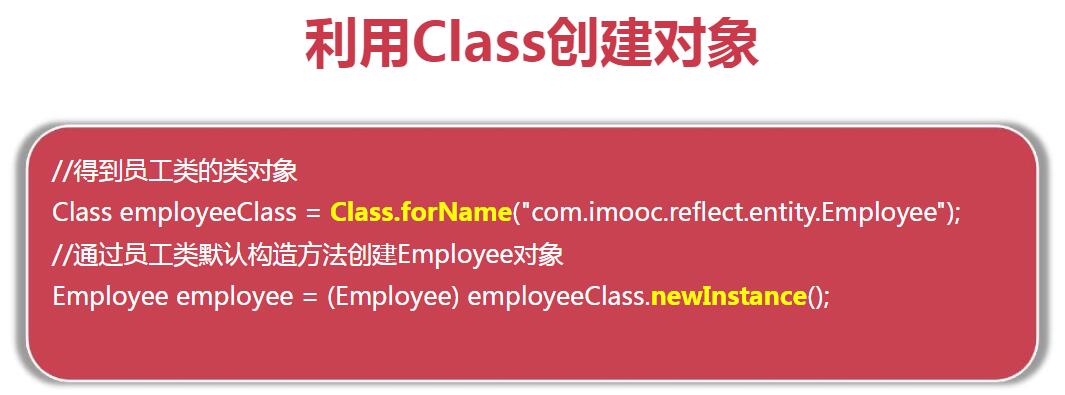 利用Class创建对象
//得到员工类的类对象
Class employeeClass = Class.forName("com.imooc.reflect.entity.Employee");
//通过员工类默认构造方法创建Employee对象
Employee employee = (Employee) employeeClass.newInstance();